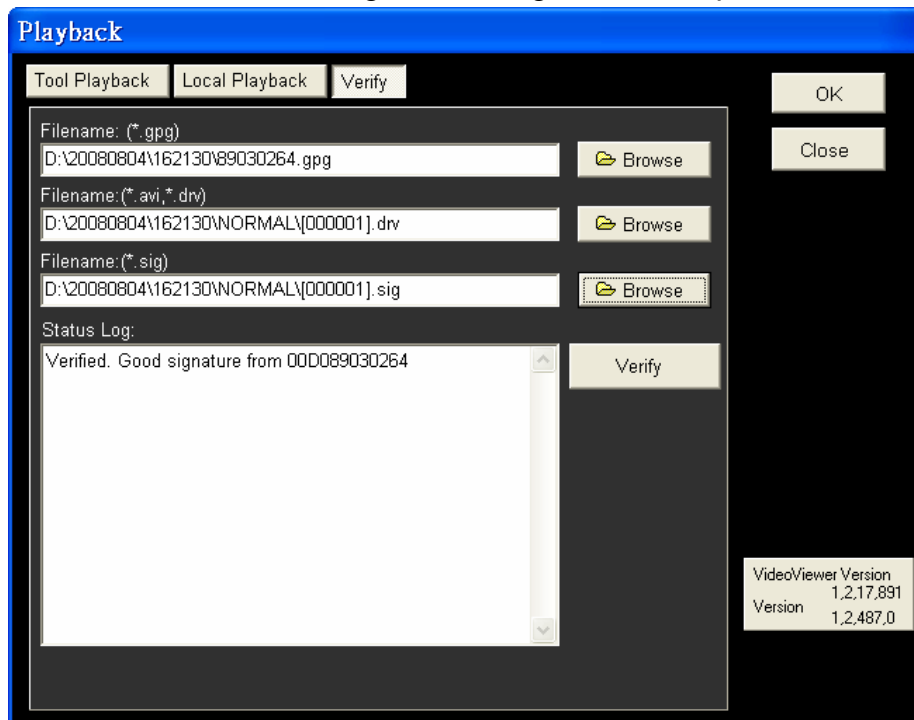 Playback
Tool Playback Local Playback Verify
OK
Close
Filename: (*.gpg)
D:\20080804\162130\89030264.gpg
Browse
Filename:(*.avi,*.drv)
D:\20080804\162130\NORMAL\[000001].drv
Browse
Filename:(*.sig)
D:\20080804\162130\NORMAL\[000001].sig
Browse
Status Log:
Verified. Good signature from 00D089030264
Verify
VideoViewer Version
1,2,17,891
Version
1,2,487,0